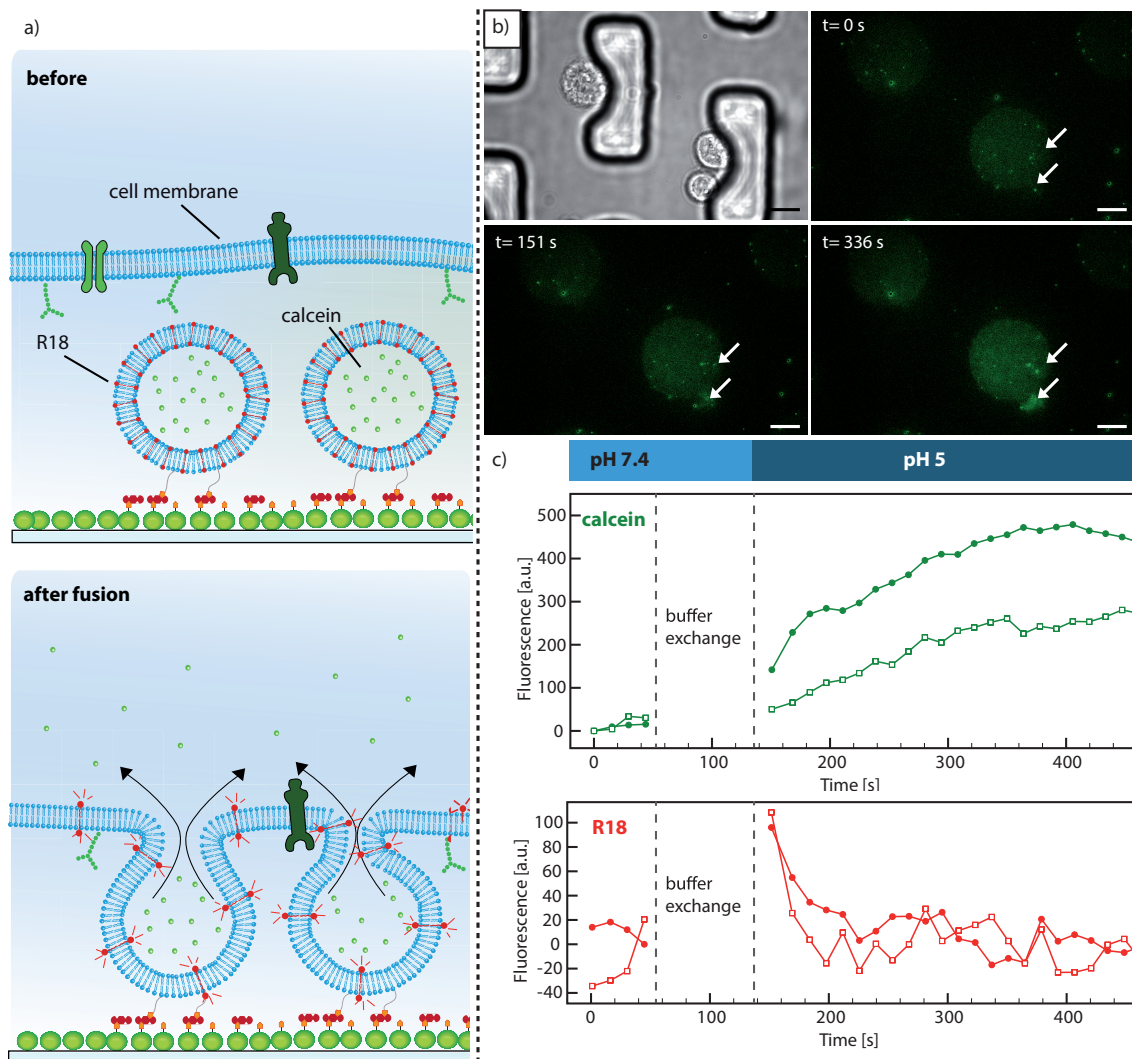 a)
before
cell membrane
calcein
R18
after fusion
b)
t= 0 s
t= 151 s
t= 336 s
c)
pH 7.4
pH 5
calcein
buffer
exchange
Fluorescence [a.u.]
500
400
300
200
100
0
0
100
200
300
400
Time [s]
R18
buffer
exchange
Fluorescence [a.u.]
100
80
60
40
20
0
-20
-40
0
100
200
300
400
Time [s]